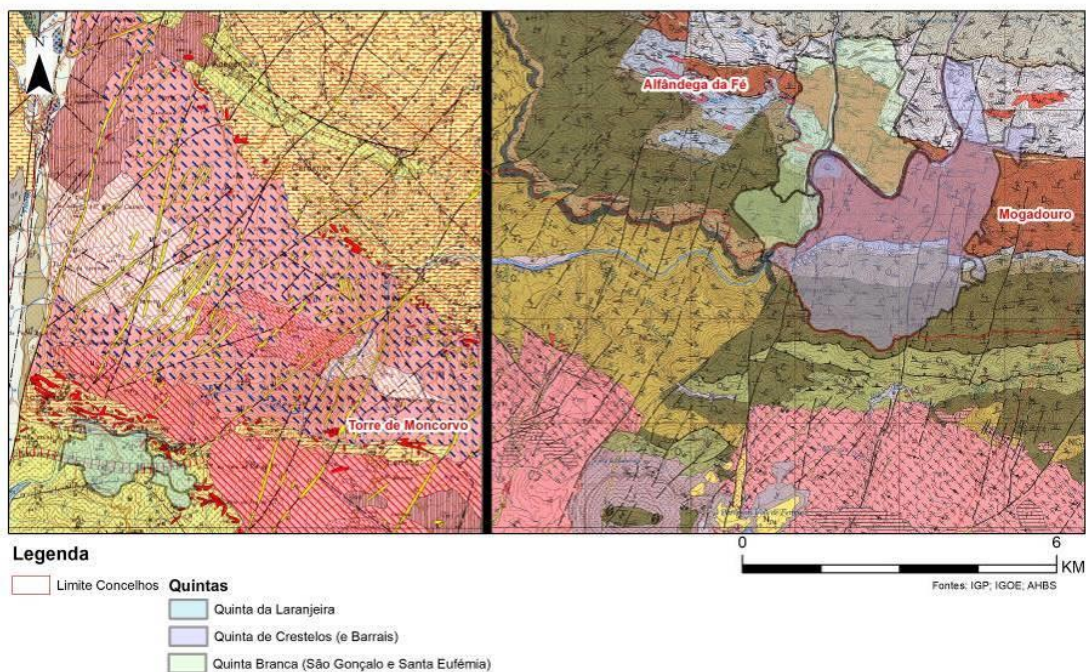 N
Alfândega da Fé
Mogadouro
Torre de Moncorvo
Legenda
Limite Concelhos
Quintas
Quinta da Laranjeira
Quinta de Crestelos (e Barrais)
Quinta Branca (São Gonçalo e Santa Eufémia)
0 6
KM
Fontes: IGP; IGOE; AHBS